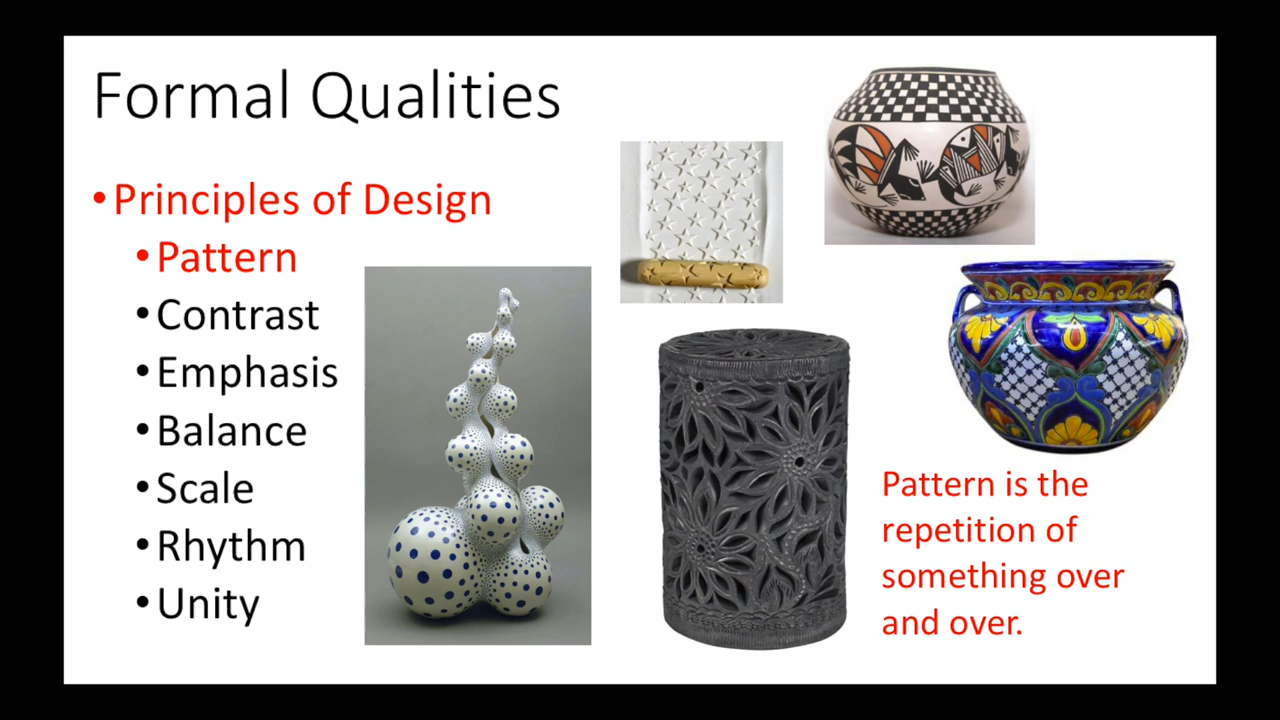 Formal Qualities
•Principles of Design
•Pattern
•Contrast
•Emphasis
•Balance
•Scale
•Rhythm
•Unity
Pattern is the
repetition of
something over
and over.